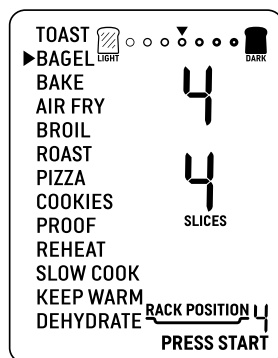 TOAST
BAGEL
LIGHT
DARK
BAKE
4
AIR FRY
BROIL
ROAST
PIZZA
4
COOKIES
SLICES
PROOF
REHEAT
SLOW COOK
KEEP WARM
RACK POSITION 4
DEHYDRATE
PRESS START